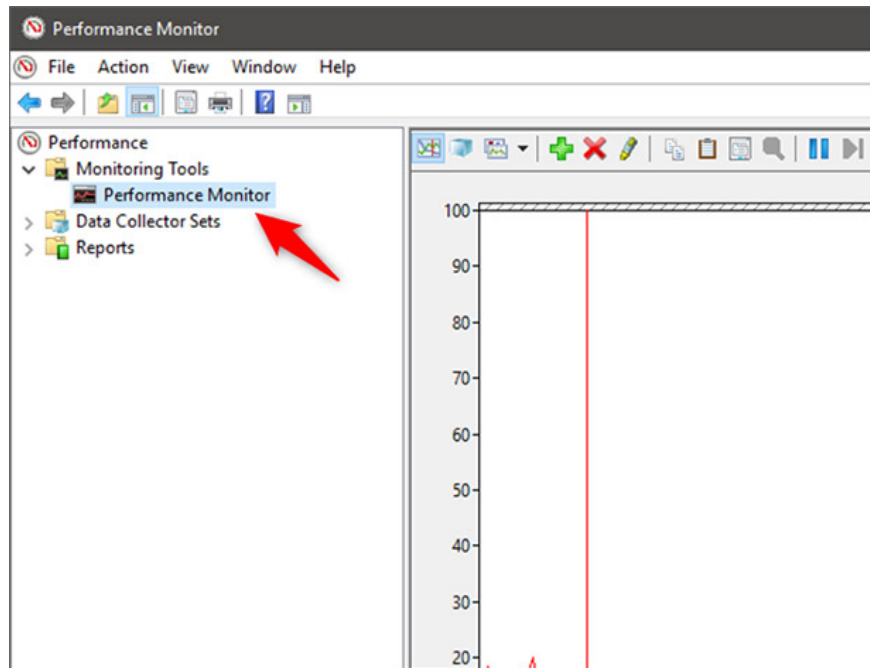 Performance Monitor
File Action View Window Help
Performance
Monitoring Tools
Performance Monitor
Data Collector Sets
Reports
100
90
80
70
60
50
40
30
20